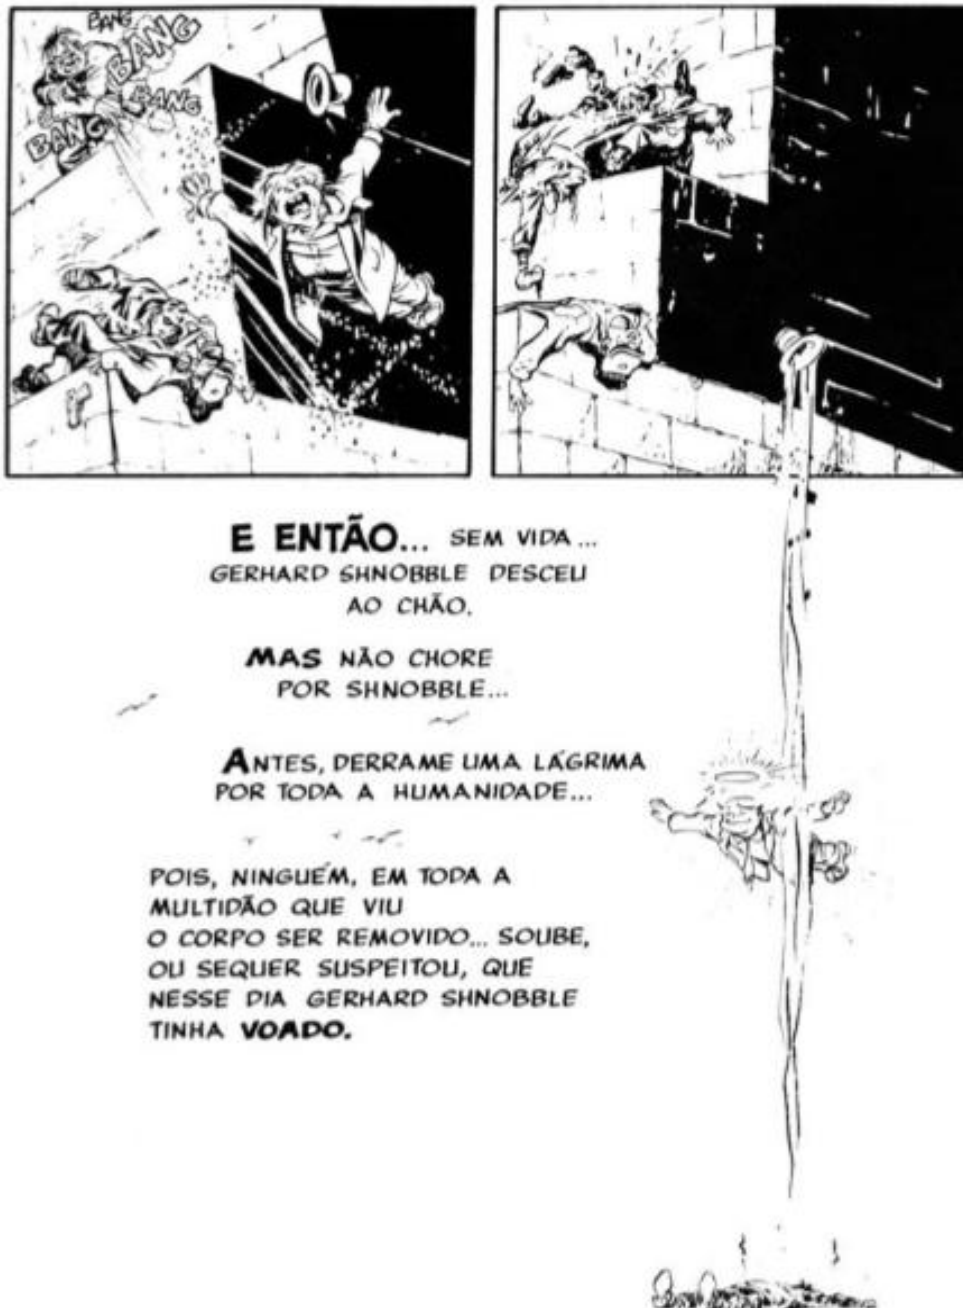 BANG
BANG
BANG
BANG
E ENTÃO... SEM VIDA...
GERHARD SHNOBBLE DESCEU
AO CHÃO.
MAS NÃO CHORE
POR SHNOBBLE...
ANTES, DERRAME UMA LÁGRIMA
POR TODA A HUMANIDADE...
POIS, NINGUÉM, EM TODA A
MULTIDÃO QUE VIU
O CORPO SER REMOVIDO... SOUBE,
OU SEQUER SUSPEITOU, QUE
NESSE DIA GERHARD SHNOBBLE
TINHA VOADO.